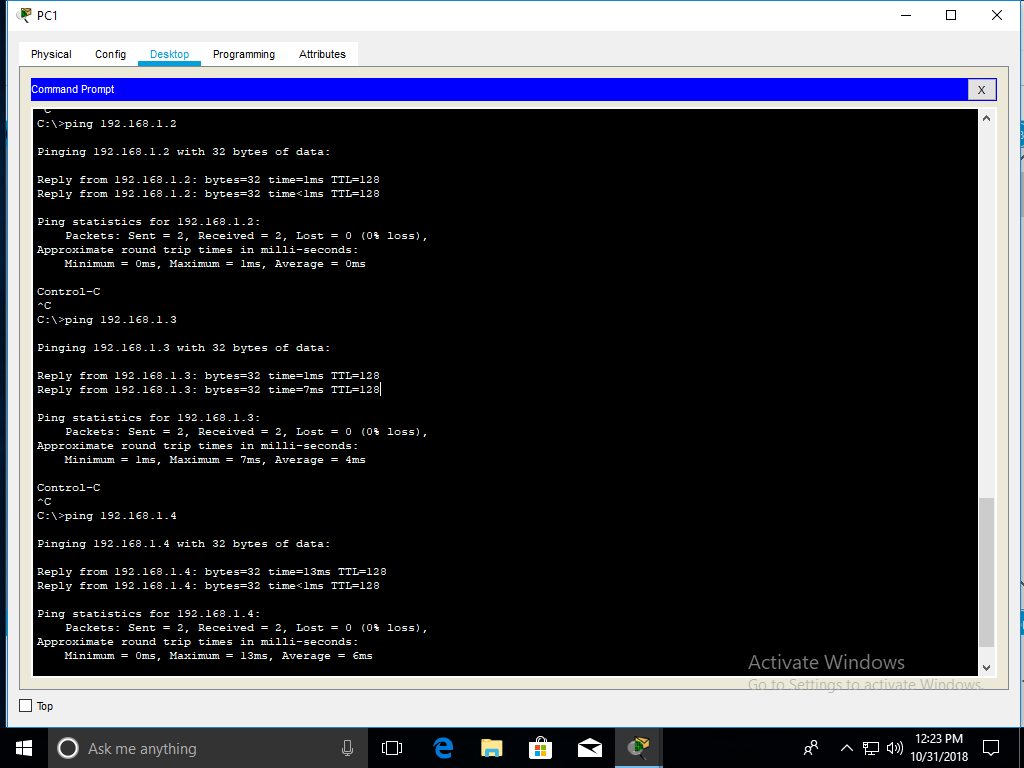 PC1
Physical Config Desktop Programming Attributes
Command Prompt X
^C
C:\>ping 192.168.1.2
Pinging 192.168.1.2 with 32 bytes of data:
Reply from 192.168.1.2: bytes=32 time=1ms TTL=128
Reply from 192.168.1.2: bytes=32 time<1ms TTL=128
Ping statistics for 192.168.1.2:
Packets: Sent = 2, Received = 2, Lost = 0 (0% loss),
Approximate round trip times in milli-seconds:
Minimum = 0ms, Maximum = 1ms, Average = 0ms
Control-C
^C
C:\>ping 192.168.1.3
Pinging 192.168.1.3 with 32 bytes of data:
Reply from 192.168.1.3: bytes=32 time=1ms TTL=128
Reply from 192.168.1.3: bytes=32 time=7ms TTL=128
Ping statistics for 192.168.1.3:
Packets: Sent = 2, Received = 2, Lost = 0 (0% loss),
Approximate round trip times in milli-seconds:
Minimum = 1ms, Maximum = 7ms, Average = 4ms
Control-C
^C
C:\>ping 192.168.1.4
Pinging 192.168.1.4 with 32 bytes of data:
Reply from 192.168.1.4: bytes=32 time=13ms TTL=128
Reply from 192.168.1.4: bytes=32 time<1ms TTL=128
Ping statistics for 192.168.1.4:
Packets: Sent = 2, Received = 2, Lost = 0 (0% loss),
Approximate round trip times in milli-seconds:
Minimum = 0ms, Maximum = 13ms, Average = 6ms
Activate Windows
Go to Settings to activate Windows.
Top
Ask me anything
12:23 PM
10/31/2018